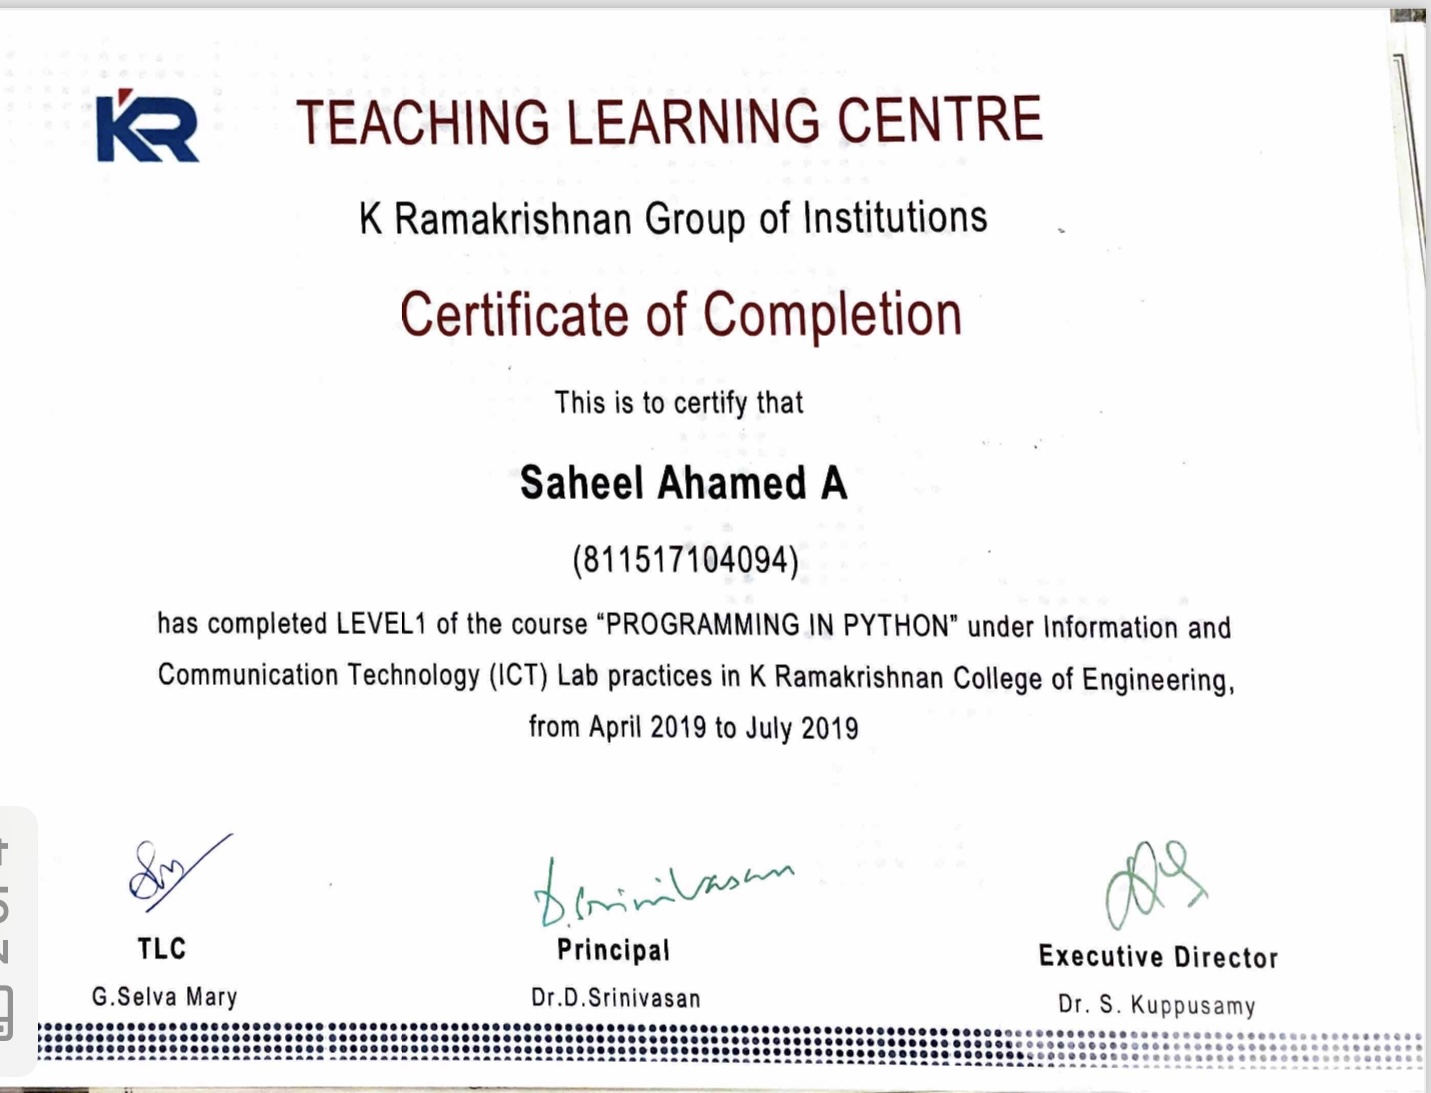 KR
TEACHING LEARNING CENTRE
K Ramakrishnan Group of Institutions
Certificate of Completion
This is to certify that
Saheel Ahamed A
(811517104094)
has completed LEVEL1 of the course “PROGRAMMING IN PYTHON” under Information and
Communication Technology (ICT) Lab practices in K Ramakrishnan College of Engineering,
from April 2019 to July 2019
D.Srinivasan
TLC
Principal
Executive Director
G.Selva Mary
Dr.D.Srinivasan
Dr. S. Kuppusamy